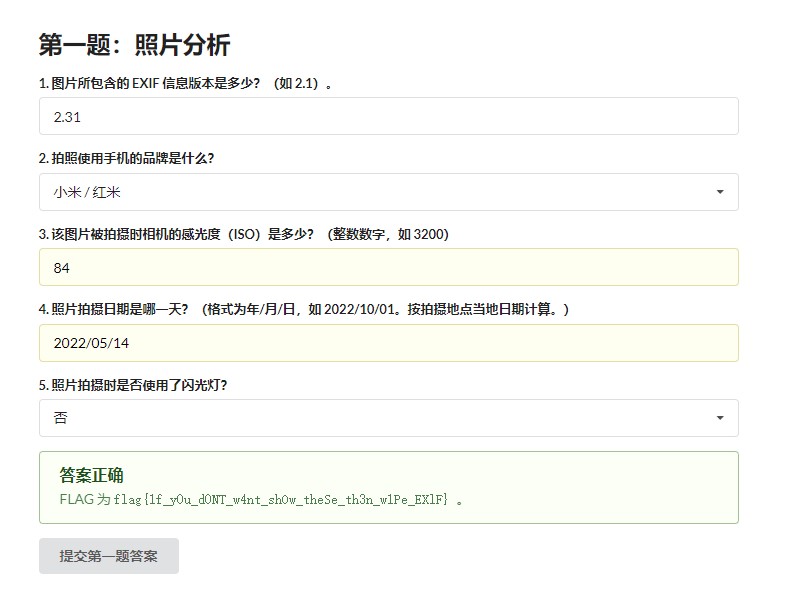 第一题：照片分析
1. 图片所包含的 EXIF 信息版本是多少？（如 2.1）。
2.31
2. 拍照使用手机的品牌是什么？
小米 / 红米
3. 该图片被拍摄时相机的感光度（ISO）是多少？（整数数字，如 3200）
84
4. 照片拍摄日期是哪一天？（格式为年/月/日，如 2022/10/01。按拍摄地点当地日期计算。）
2022/05/14
5. 照片拍摄时是否使用了闪光灯？
否
答案正确
FLAG 为 flag{1f_y0u_d0NT_w4nt_shOw_theSe_th3n_w1Pe_EXlF} 。
提交第一题答案